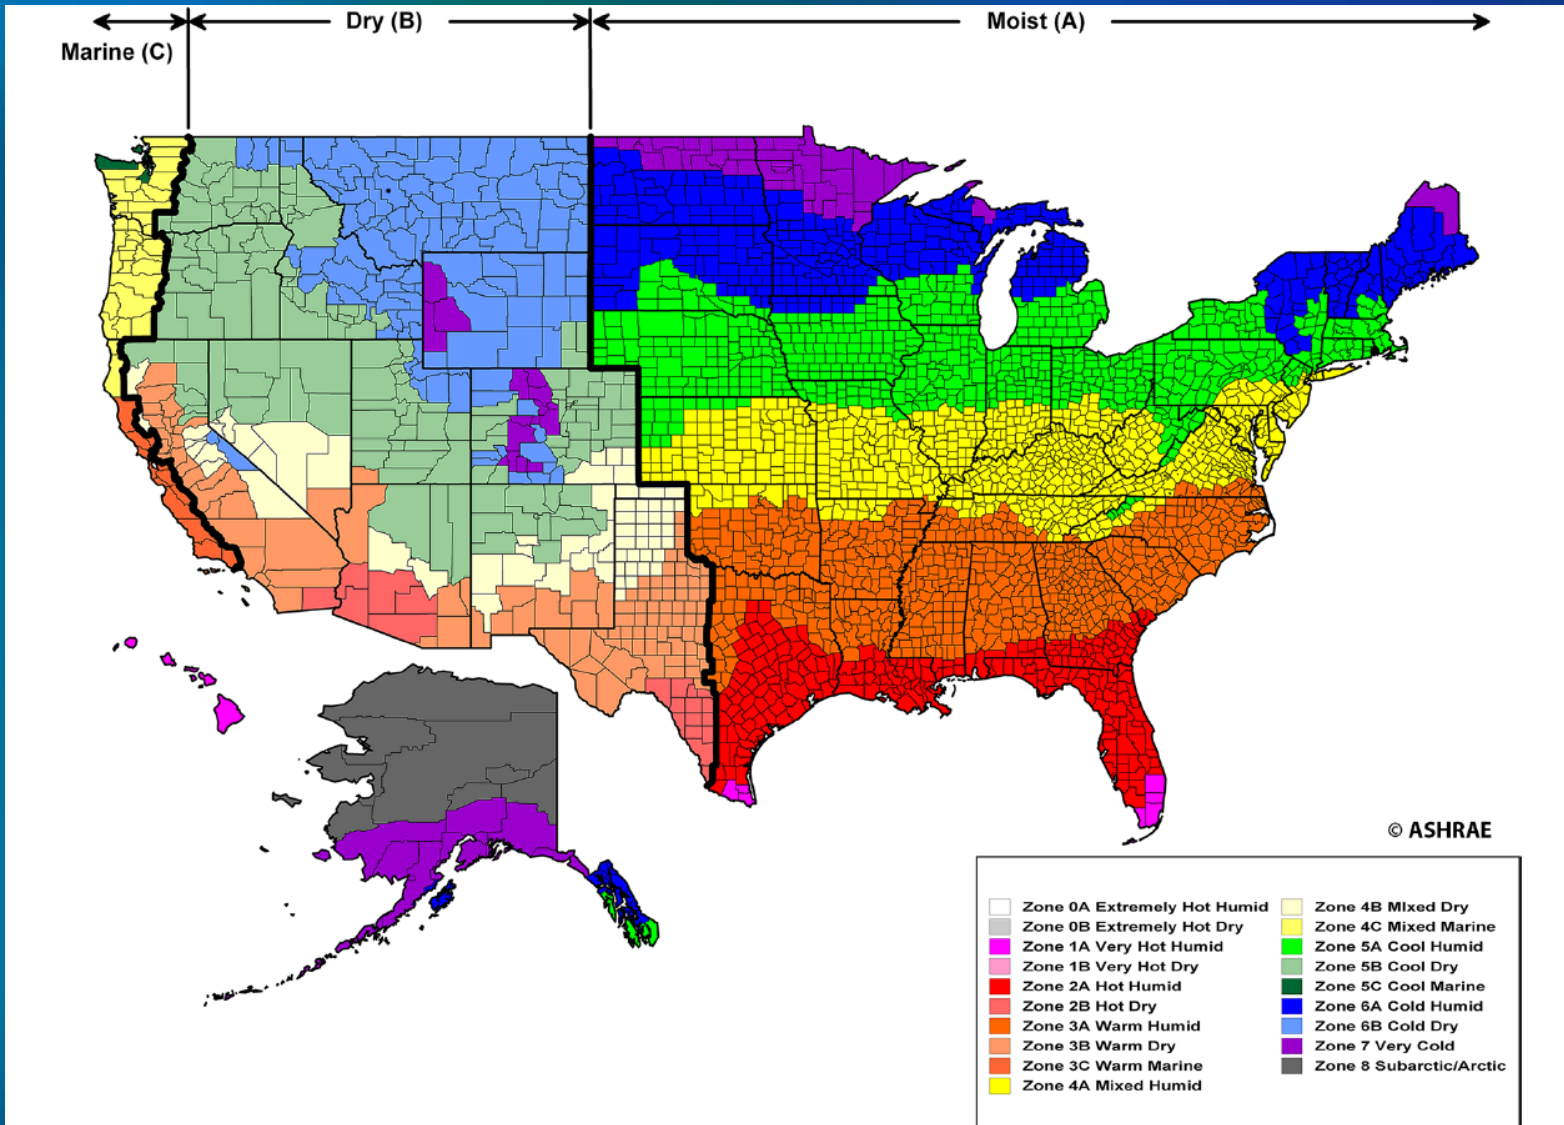 Dry (B)
Moist (A)
Marine (C)
© ASHRAE
Zone 0A Extremely Hot Humid
Zone 0B Extremely Hot Dry
Zone 1A Very Hot Humid
Zone 1B Very Hot Dry
Zone 2A Hot Humid
Zone 2B Hot Dry
Zone 3A Warm Humid
Zone 3B Warm Dry
Zone 3C Warm Marine
Zone 4A Mixed Humid
Zone 4B MIxed Dry
Zone 4C Mixed Marine
Zone 5A Cool Humid
Zone 5B Cool Dry
Zone 5C Cool Marine
Zone 6A Cold Humid
Zone 6B Cold Dry
Zone 7 Very Cold
Zone 8 Subarctic/Arctic